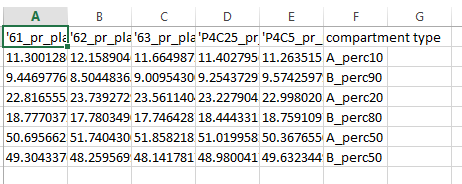 A B C D E F G
'61_pr_pla '62_pr_pla '63_pr_pla 'P4C25_pr_ 'P4C5_pr_ compartment type
11.300128 12.158904 11.664987 11.402795 11.263515 A_perc10
9.4469776 8.5044836 9.0095430 9.2543729 9.5742597 B_perc90
22.816555 23.739272 23.561140 23.227904 22.998020 A_perc20
18.777037 17.780349 17.746428 18.444331 18.759109 B_perc80
50.695662 51.740430 51.858218 51.019958 50.367655 A_perc50
49.304337 48.259569 48.141781 48.980041 49.632344 B_perc50